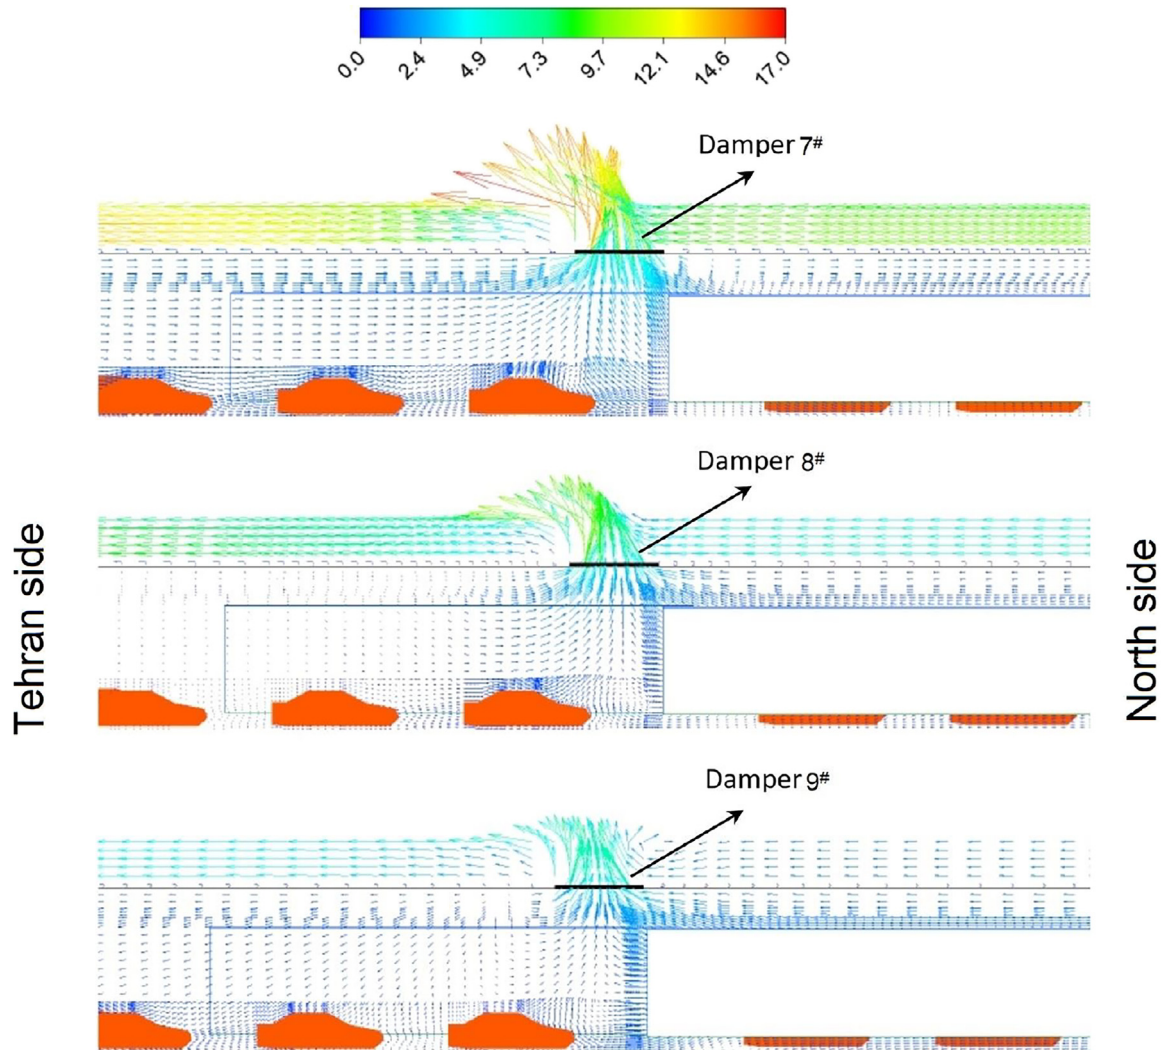 0.0 2.4 4.9 7.3 9.7 12.1 14.6 17.0
Damper 7#
Damper 8#
Tehran side
North side
Damper 9#